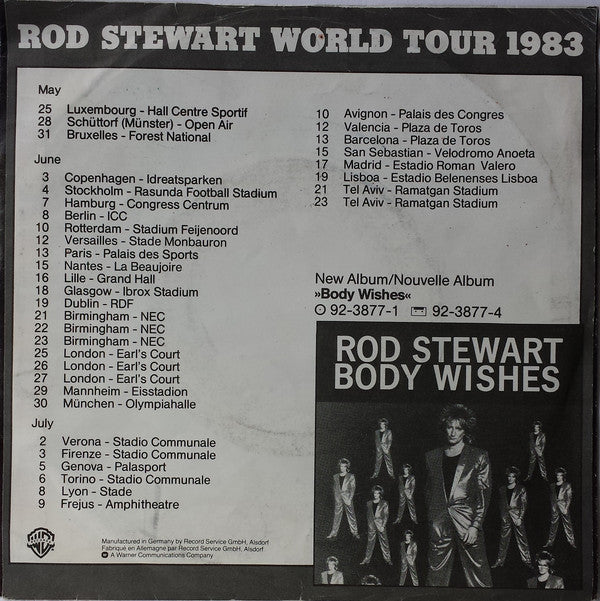 ROD STEWART WORLD TOUR 1983
May
25 Luxembourg - Hall Centre Sportif
28 Schüttorf (Münster) - Open Air
31 Bruxelles - Forest National
June
3 Copenhagen - Idreatsparken
4 Stockholm - Rasunda Football Stadium
7 Hamburg - Congress Centrum
8 Berlin - ICC
10 Rotterdam - Stadium Feijenoord
12 Versailles - Stade Monbauron
13 Paris - Palais des Sports
15 Nantes - La Beaujoire
16 Lille - Grand Hall
18 Glasgow - Ibrox Stadium
19 Dublin - RDF
21 Birmingham - NEC
22 Birmingham - NEC
23 Birmingham - NEC
25 London - Earl's Court
26 London - Earl's Court
27 London - Earl's Court
29 Mannheim - Eisstadion
30 München - Olympiahalle
July
2 Verona - Stadio Communale
3 Firenze - Stadio Communale
5 Genova - Palasport
6 Torino - Stadio Communale
8 Lyon - Stade
9 Frejus - Amphitheatre
10 Avignon - Palais des Congres
12 Valencia - Plaza de Toros
13 Barcelona - Plaza de Toros
15 San Sebastian - Velodromo Anoeta
17 Madrid - Estadio Roman Valero
19 Lisboa - Estadio Belenenses Lisboa
21 Tel Aviv - Ramatgan Stadium
23 Tel Aviv - Ramatgan Stadium
New Album/Nouvelle Album
»Body Wishes«
92-3877-1 92-3877-4
ROD STEWART
BODY WISHES
Manufactured in Germany by Record Service GmbH, Alsdorf
Fabriqué en Allemagne par Record Service GmbH, Alsdorf
A Warner Communications Company